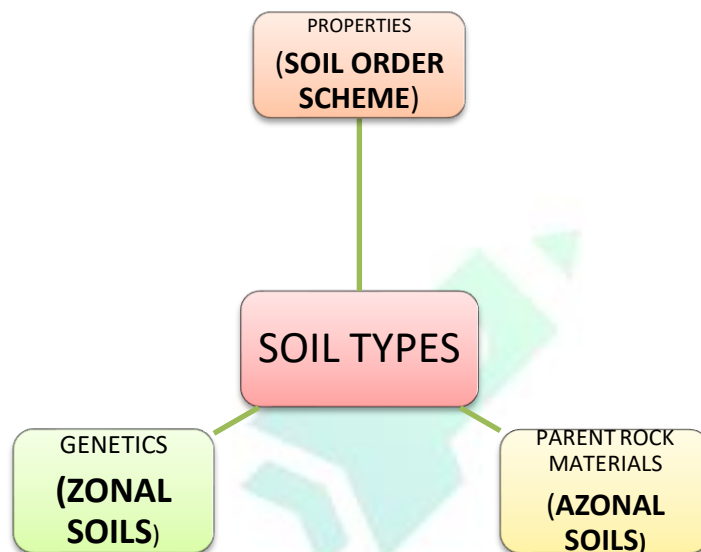 PROPERTIES
(SOIL ORDER
SCHEME)
SOIL TYPES
GENETICS
(ZONAL
SOILS)
PARENT ROCK
MATERIALS
(AZONAL
SOILS)